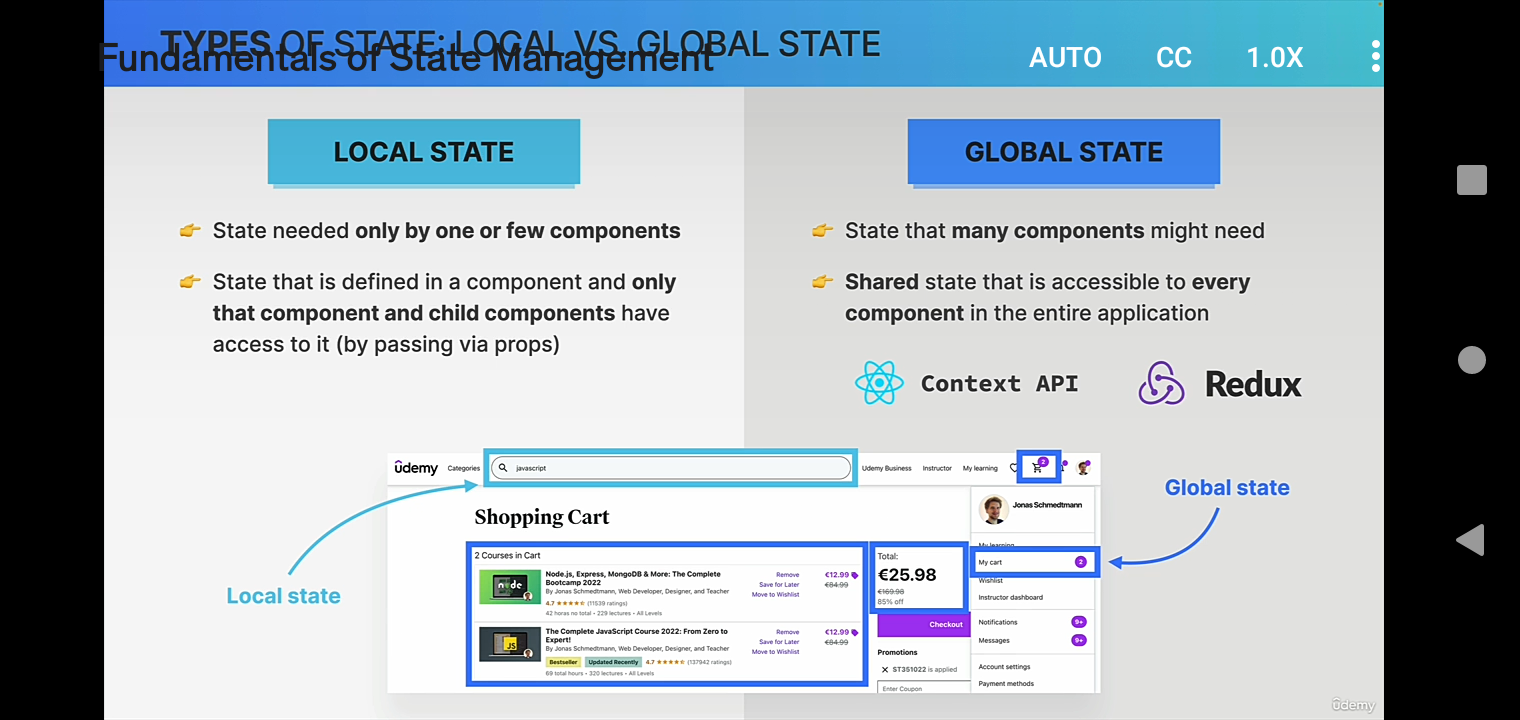 TYPES OF STATE: LOCAL VS. GLOBAL STATE
Fundamentals of State Management
AUTO CC 1.0X
LOCAL STATE
State needed only by one or few components
State that is defined in a component and only
that component and child components have
access to it (by passing via props)
GLOBAL STATE
State that many components might need
Shared state that is accessible to every
component in the entire application
Context API
Redux
udemy Categories javascript Udemy Business Instructor My learning 2
Local state
Global state
Shopping Cart
2 Courses in Cart
node
Node.js, Express, MongoDB & More: The Complete
Bootcamp 2022
By Jonas Schmedtmann, Web Developer, Designer, and Teacher
4.7 (11539 ratings)
42 horas no total • 229 lectures • All Levels
Remove
Save for Later
Move to Wishlist
€12.99
€84.99
JS
The Complete JavaScript Course 2022: From Zero to
Expert!
By Jonas Schmedtmann, Web Developer, Designer, and Teacher
Bestseller Updated Recently 4.7 (137942 ratings)
69 total hours • 320 lectures • All Levels
Remove
Save for Later
Move to Wishlist
€12.99
€84.99
Total:
€25.98
€169.98
85% off
Checkout
Promotions
ST351022 is applied
Enter Coupon
Jonas Schmedtmann
My learning
My cart 2
Wishlist
Instructor dashboard
Notifications 9+
Messages 9+
Account settings
Payment methods
udemy